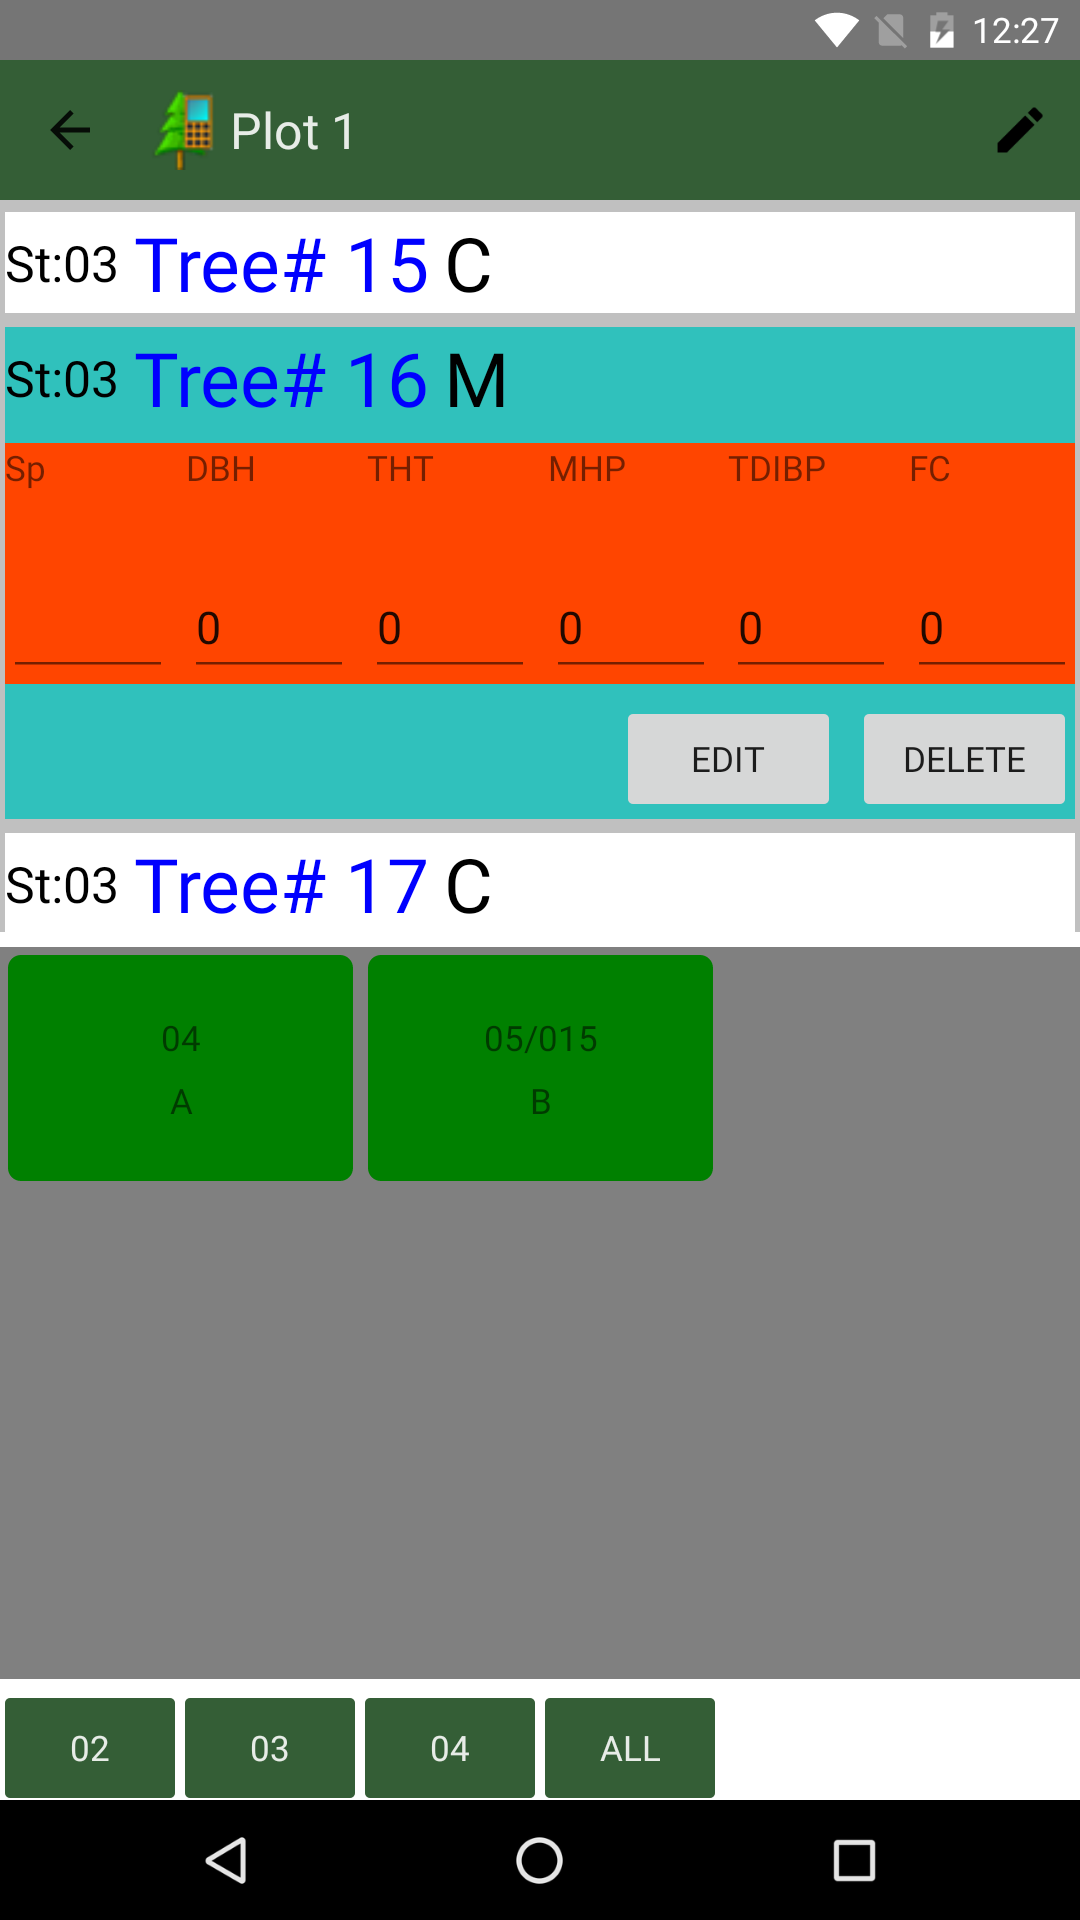 12:27
Plot 1
St:03 Tree# 15 C
St:03 Tree# 16 M
Sp DBH THT MHP TDIBP FC
0 0 0 0 0
EDIT DELETE
St:03 Tree# 17 C
04 05/015
A B
02 03 04 ALL